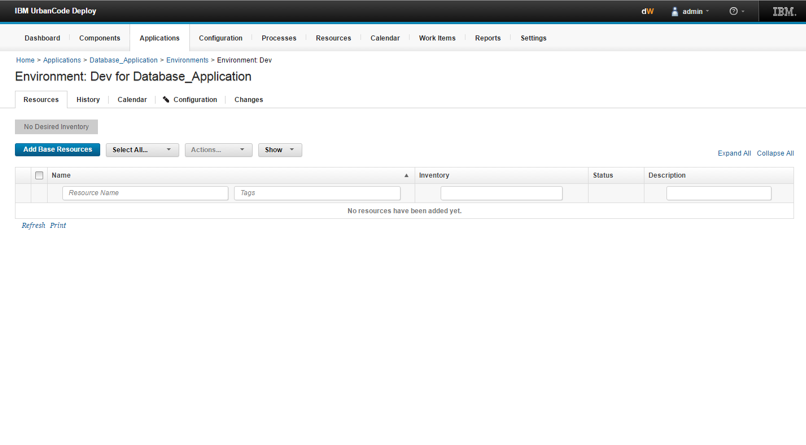 IBM UrbanCode Deploy dW admin IBM
Dashboard Components Applications Configuration Processes Resources Calendar Work Items Reports Settings
Home > Applications > Database_Application > Environments > Environment: Dev
Environment: Dev for Database_Application
Resources History Calendar Configuration Changes
No Desired Inventory
Add Base Resources Select All... Actions... Show Expand All Collapse All
Name Inventory Status Description
Resource Name Tags
No resources have been added yet.
Refresh Print